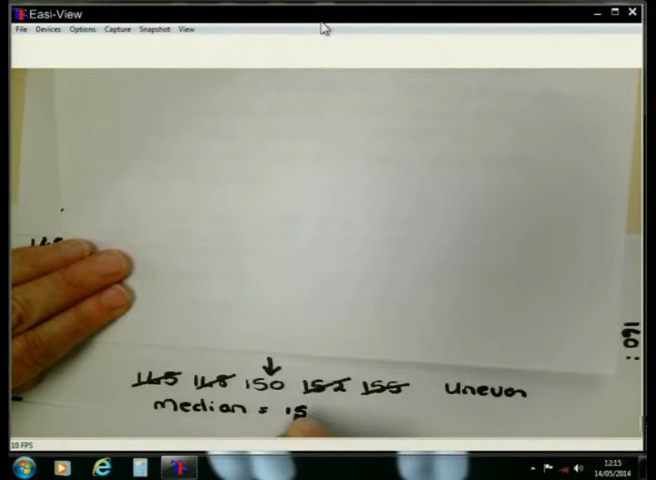 Easi-View
File Devices Options Capture Snapshot View
160:
145 148 150 152 155 Uneven
Median = 15
10 FPS
12:15
14/05/2014